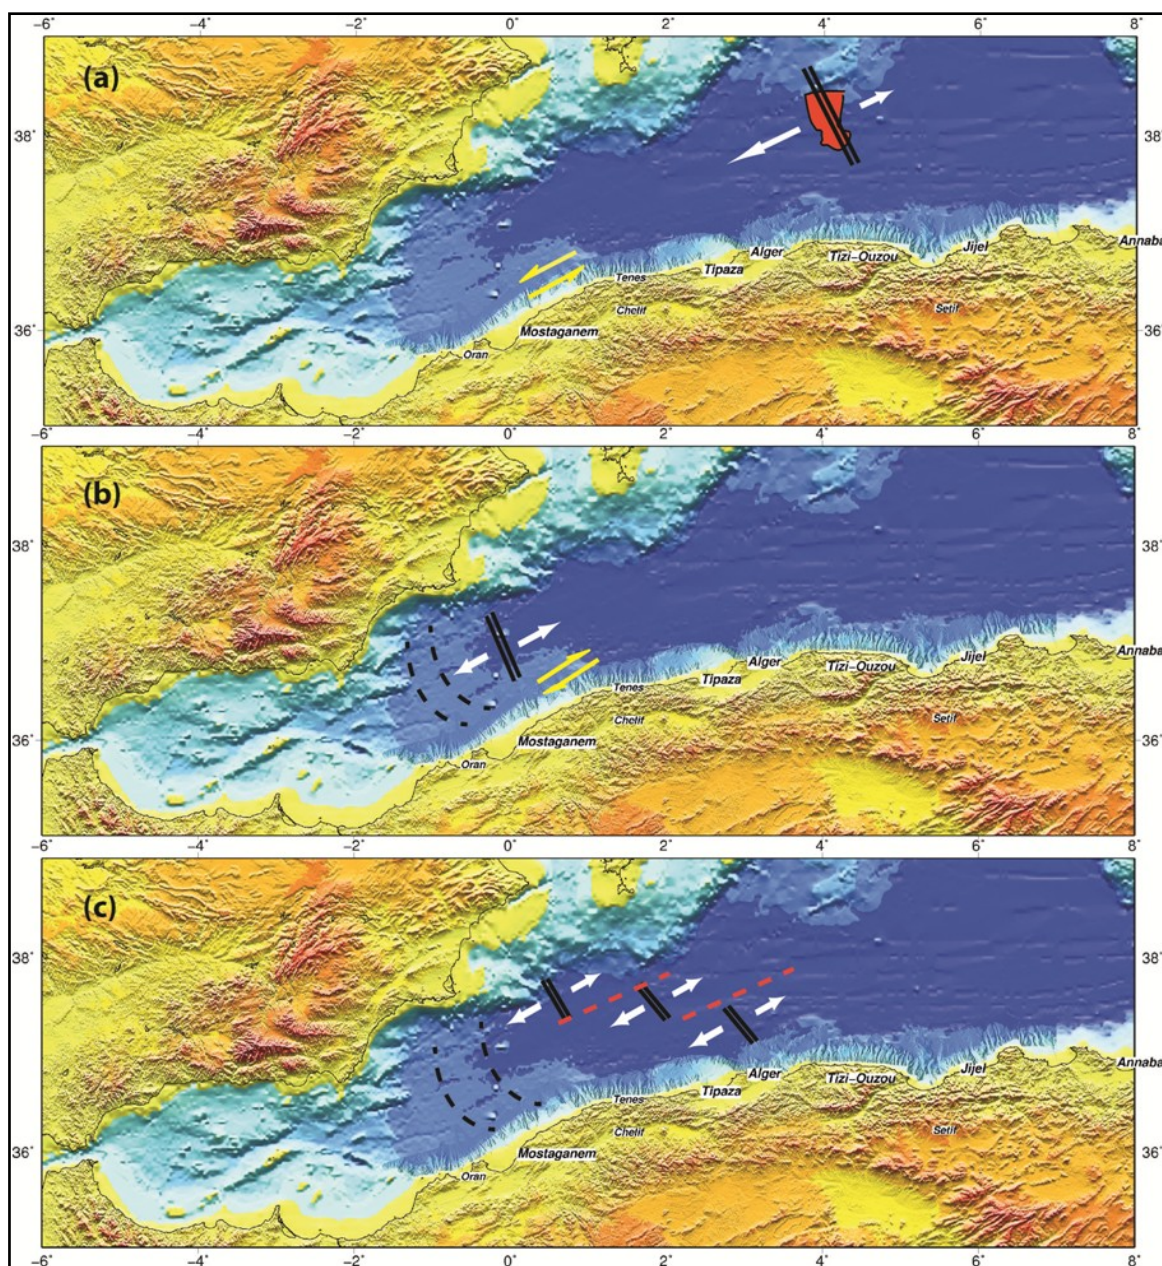 −6˚ −4˚ −2˚ 0˚ 2˚ 4˚ 6˚ 8˚
(a)
38˚ 38˚
Annaba
Jijel
Alger
Tizi−Ouzou
Tipaza
Tenes
Chelif
Setif
36˚ 36˚
Mostaganem
Oran
−6˚ −4˚ −2˚ 0˚ 2˚ 4˚ 6˚ 8˚
(b)
38˚ 38˚
Annaba
Jijel
Alger
Tizi−Ouzou
Tipaza
Tenes
Chelif
Setif
36˚ 36˚
Mostaganem
Oran
−6˚ −4˚ −2˚ 0˚ 2˚ 4˚ 6˚ 8˚
(c)
38˚ 38˚
Annaba
Jijel
Alger
Tizi−Ouzou
Tipaza
Tenes
Chelif
Setif
36˚ 36˚
Mostaganem
Oran
−6˚ −4˚ −2˚ 0˚ 2˚ 4˚ 6˚ 8˚